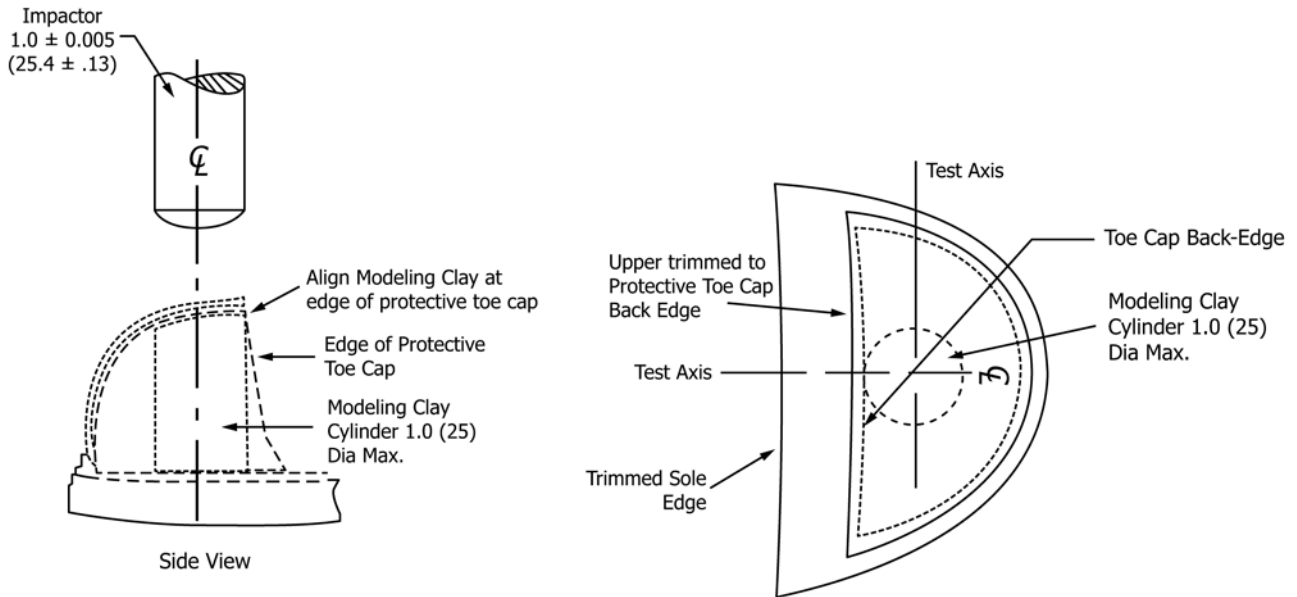 Impactor
1.0 ± 0.005
(25.4 ± .13)
℄
Align Modeling Clay at
edge of protective toe cap
Edge of Protective
Toe Cap
Modeling Clay
Cylinder 1.0 (25)
Dia Max.
Side View
Test Axis
Toe Cap Back-Edge
Upper trimmed to
Protective Toe Cap
Back Edge
Modeling Clay
Cylinder 1.0 (25)
Dia Max.
Test Axis
℄
Trimmed Sole
Edge